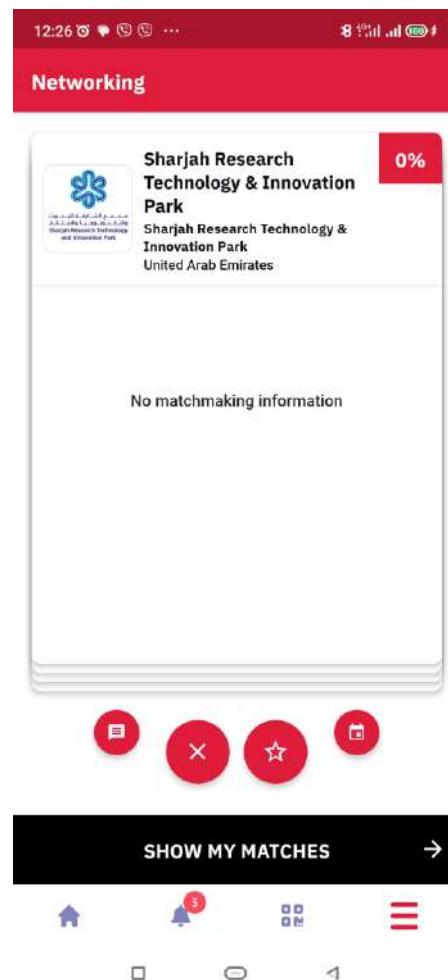 12:26
100
Networking
Sharjah Research
Technology & Innovation
Park
0%
Sharjah Research Technology &
Innovation Park
United Arab Emirates
Sharjah Research Technology
and Innovation Park
No matchmaking information
SHOW MY MATCHES
5